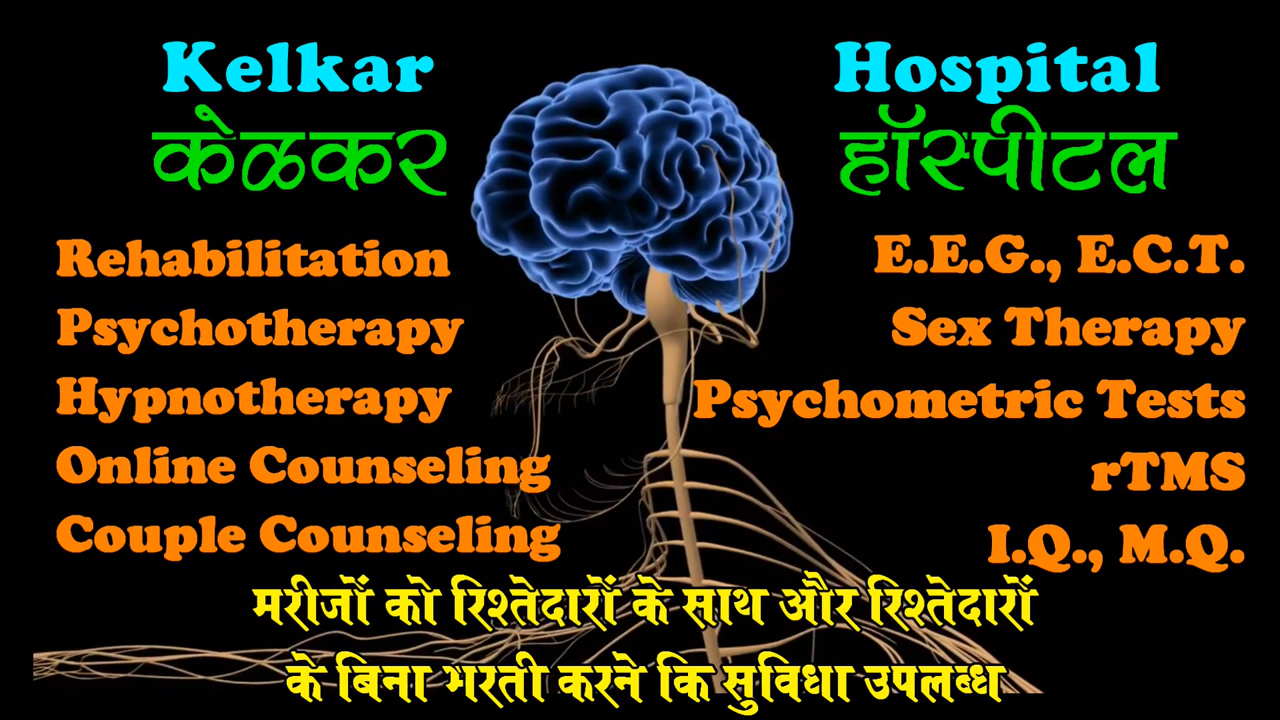 Kelkar Hospital
केळकर हॉस्पीटल
Rehabilitation
Psychotherapy
Hypnotherapy
Online Counseling
Couple Counseling
E.E.G., E.C.T.
Sex Therapy
Psychometric Tests
rTMS
I.Q., M.Q.
मरीजों को रिश्तेदारों के साथ और रिश्तेदारों
के बिना भरती करने कि सुविधा उपलब्ध